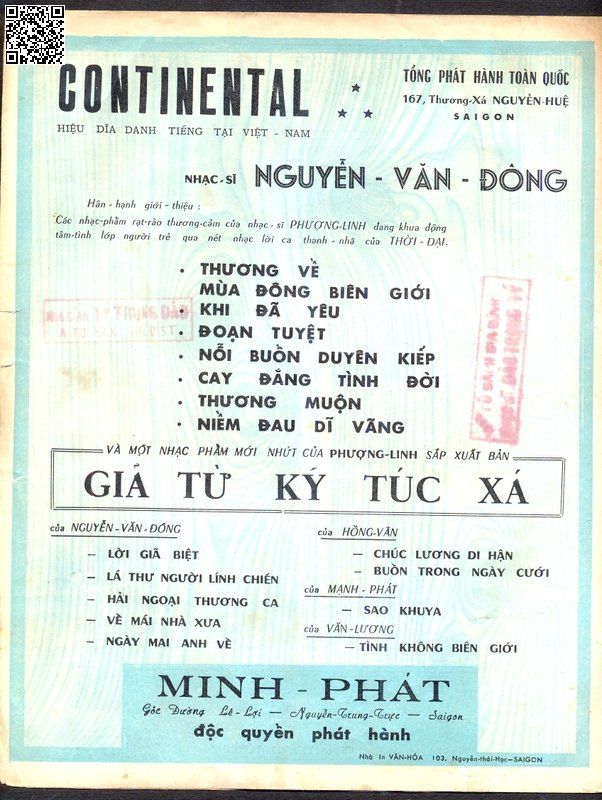 CONTINENTAL
HIỆU DĨA DANH TIẾNG TẠI VIỆT - NAM
TỔNG PHÁT HÀNH TOÀN QUỐC
167, Thương-Xá NGUYỄN-HUỆ
SAIGON
NHẠC-SĨ NGUYỄN - VĂN - ĐÔNG
Hân-hạnh giới-thiệu :
Các nhạc-phẩm rạt-rào thương-cảm của nhạc-sĩ PHƯỢNG-LINH đang khua động
tâm-tình lớp người trẻ qua nét nhạc lời ca thanh-nhã của THỜI-ĐẠI.
• THƯƠNG VỀ
MÙA ĐÔNG BIÊN GIỚI
• KHI ĐÃ YÊU
• ĐOẠN TUYỆT
• NỖI BUỒN DUYÊN KIẾP
• CAY ĐẮNG TÌNH ĐỜI
• THƯƠNG MUỘN
• NIỀM ĐAU DĨ VÃNG
VÀ MỘT NHẠC PHẨM MỚI NHỨT CỦA PHƯỢNG-LINH SẮP XUẤT BẢN
GIẢ TỪ KÝ TÚC XÁ
của NGUYỄN-VĂN-ĐÔNG
— LỜI GIÃ BIỆT
— LÁ THƯ NGƯỜI LÍNH CHIẾN
— HẢI NGOẠI THƯƠNG CA
— VỀ MÁI NHÀ XƯA
— NGÀY MAI ANH VỀ
của HỒNG-VÂN
— CHÚC LƯƠNG DI HẬN
— BUỒN TRONG NGÀY CƯỚI
của MẠNH-PHÁT
— SAO KHUYA
của VĂN-LƯƠNG
—TÌNH KHÔNG BIÊN GIỚI
MINH - PHÁT
Góc Đường Lê-Lợi — Nguyễn-Trung-Trực — Saigon
độc quyền phát hành
Nhà In VĂN-HÓA 103, Nguyễn-thái-Học—SAIGON